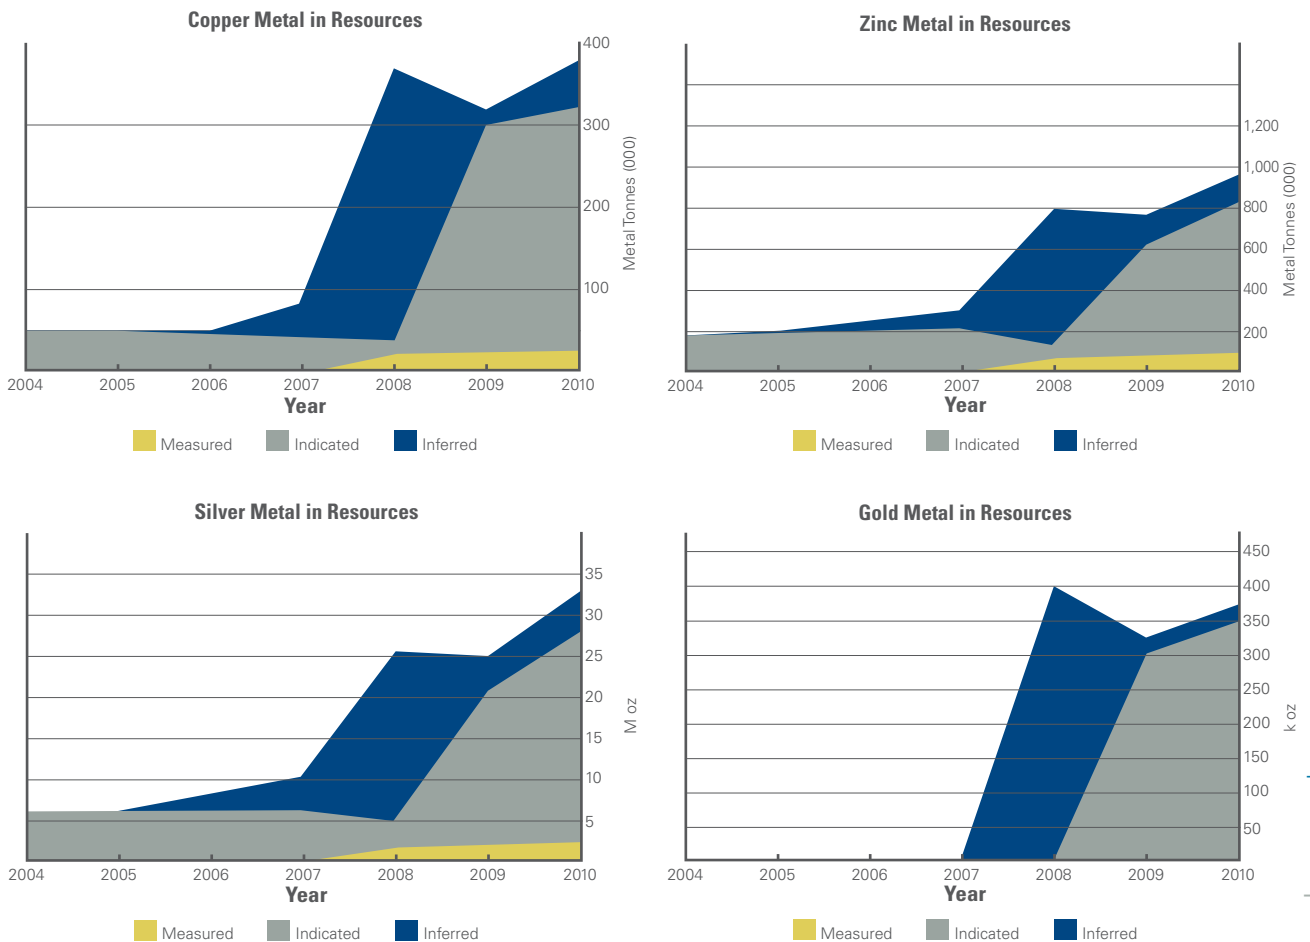 Copper Metal in Resources
400
300
200
100
Metal Tonnes (000)
2004 2005 2006 2007 2008 2009 2010
Year
Measured Indicated Inferred
Zinc Metal in Resources
1,200
1,000
800
600
400
200
Metal Tonnes (000)
2004 2005 2006 2007 2008 2009 2010
Year
Measured Indicated Inferred
Silver Metal in Resources
35
30
25
20
15
10
5
M oz
2004 2005 2006 2007 2008 2009 2010
Year
Measured Indicated Inferred
Gold Metal in Resources
450
400
350
300
250
200
150
100
50
k oz
2004 2005 2006 2007 2008 2009 2010
Year
Measured Indicated Inferred